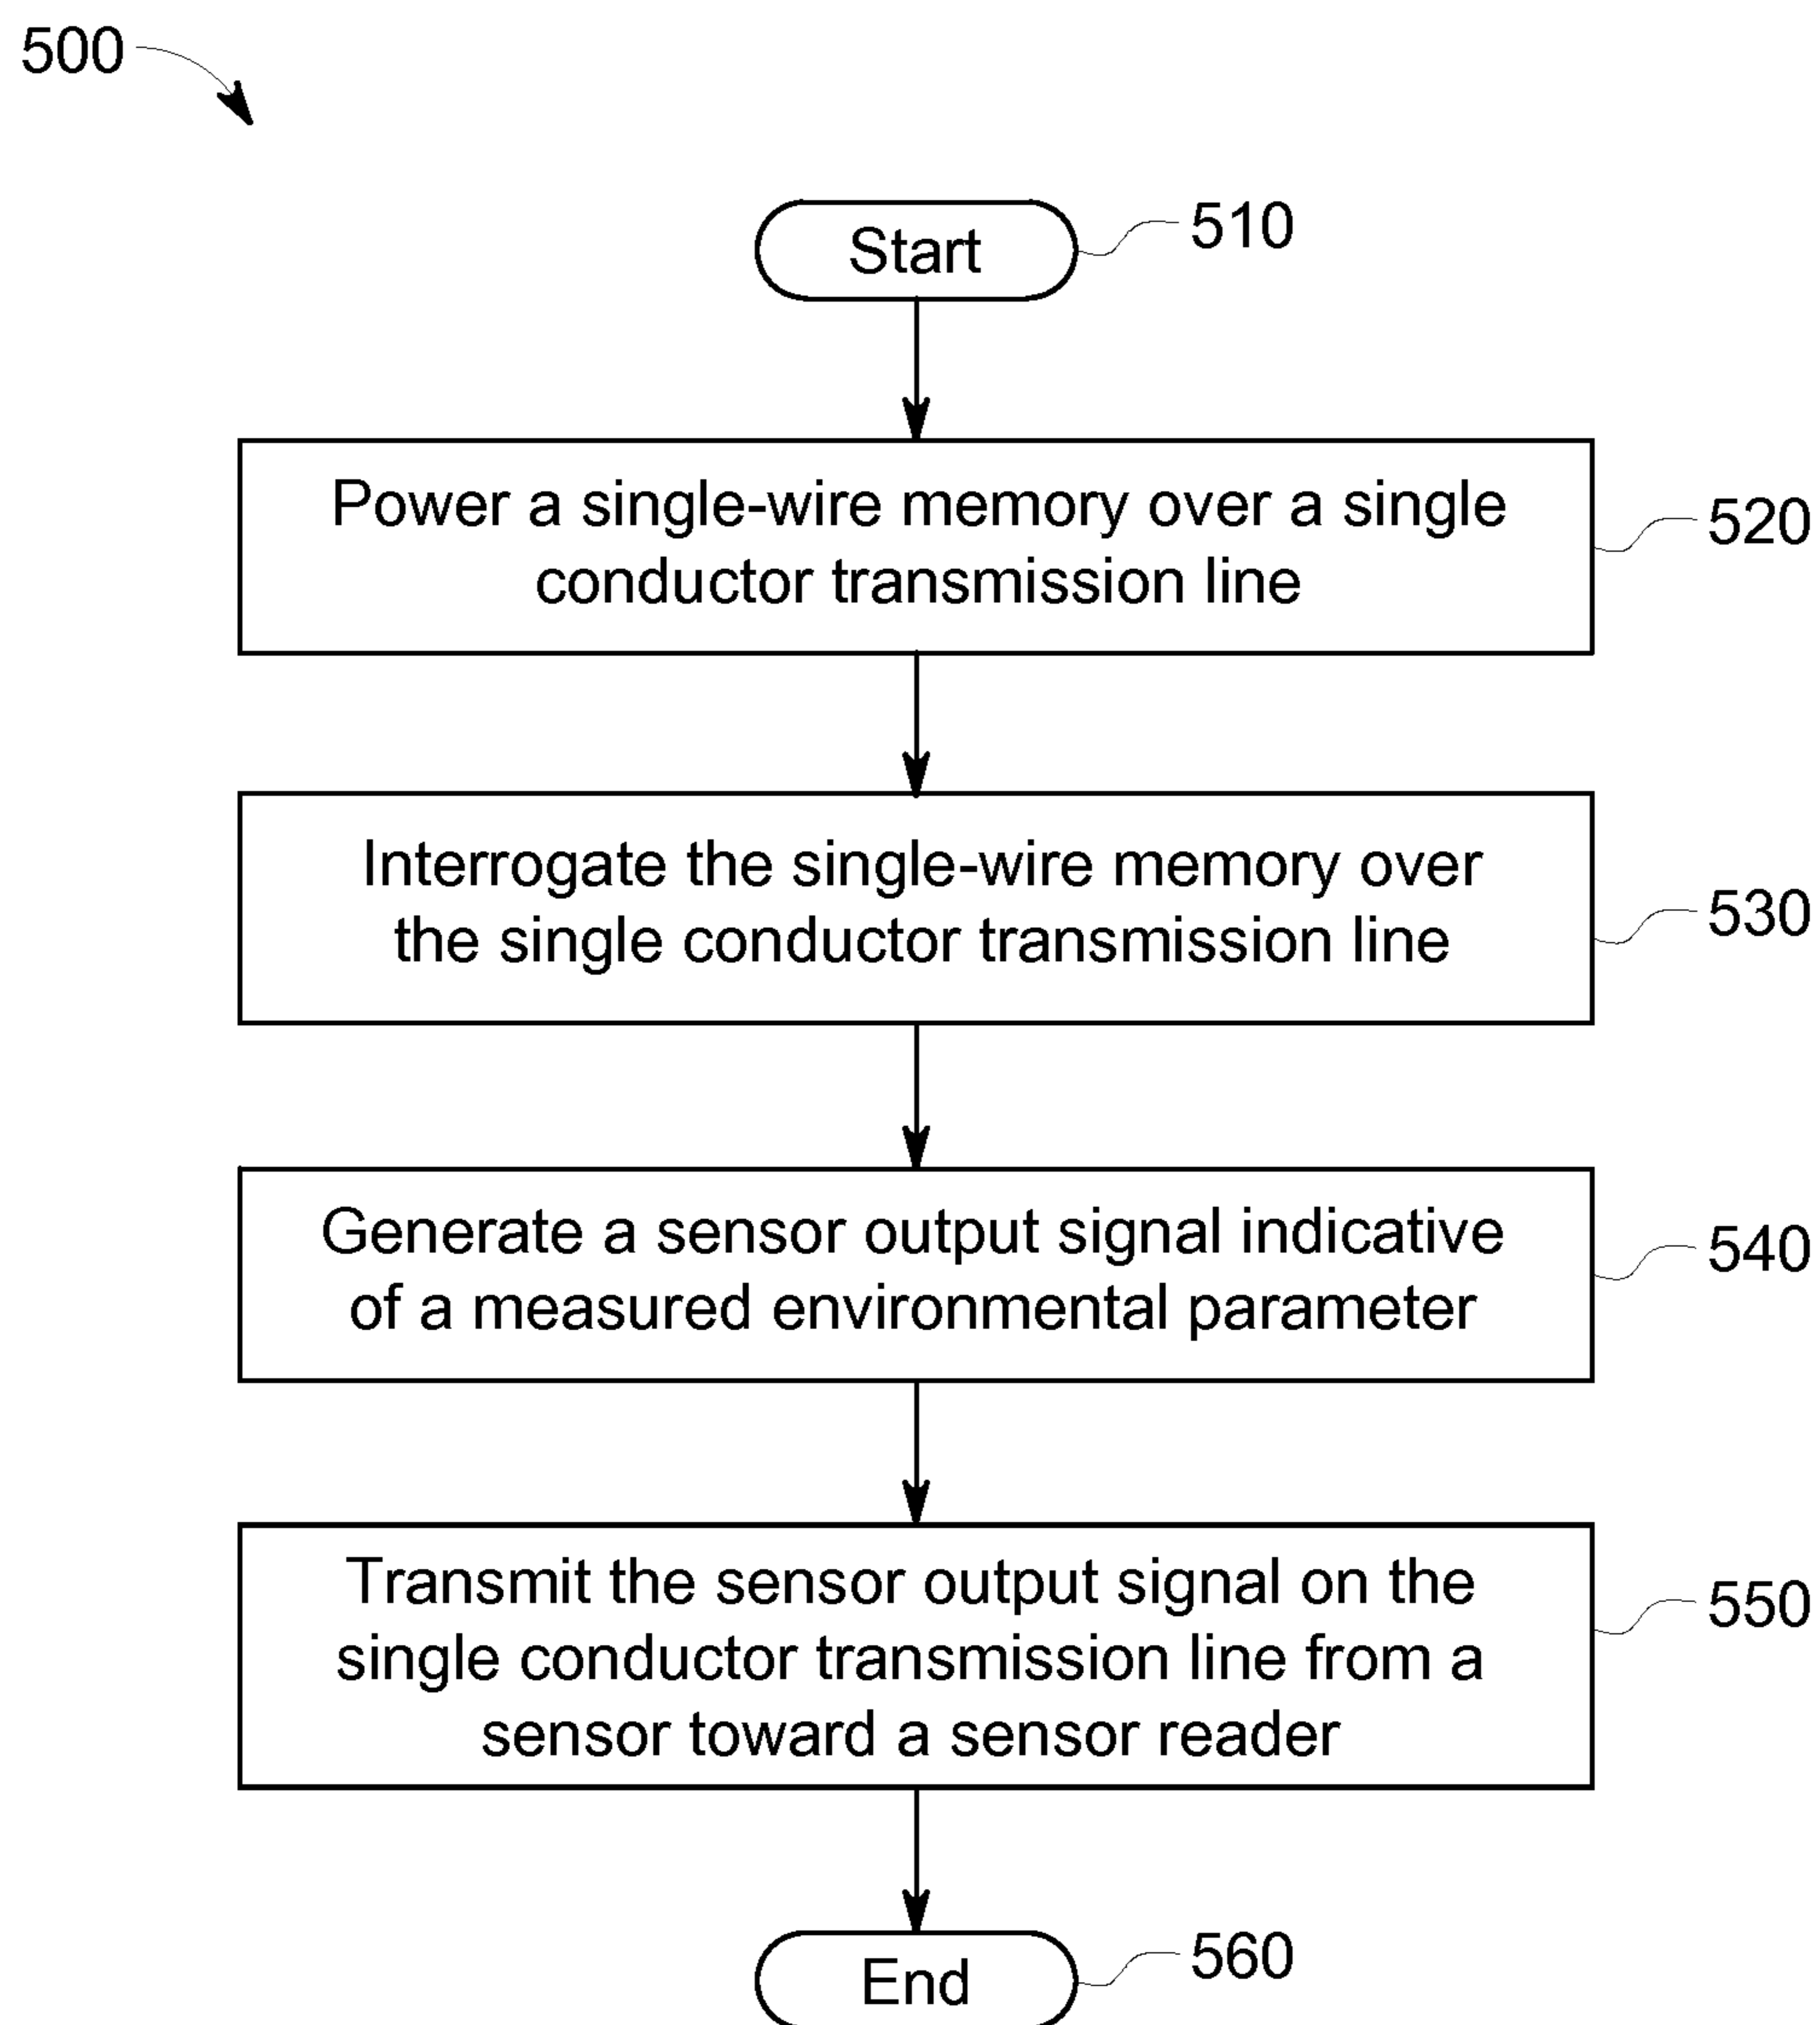 500
Start
510
Power a single-wire memory over a single
conductor transmission line
520
Interrogate the single-wire memory over
the single conductor transmission line
530
Generate a sensor output signal indicative
of a measured environmental parameter
540
Transmit the sensor output signal on the
single conductor transmission line from a
sensor toward a sensor reader
550
End
560